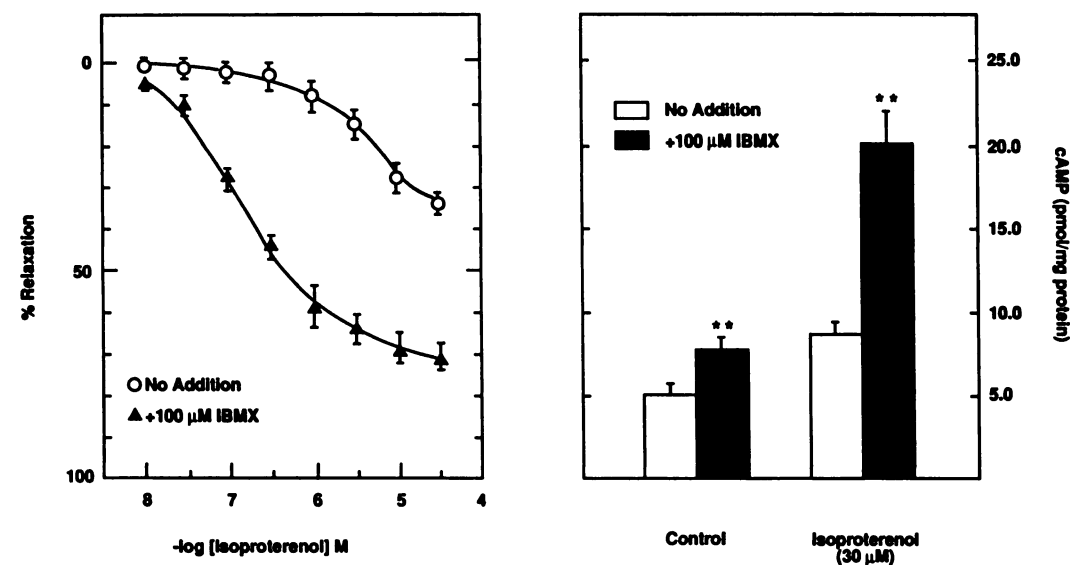 0
50
100
% Relaxation
○ No Addition
▲ +100 µM IBMX
8 7 6 5 4
-log [Isoproterenol] M
No Addition
+100 µM IBMX
**
**
25.0
20.0
15.0
10.0
5.0
cAMP (pmol/mg protein)
Control
Isoproterenol
(30 µM)